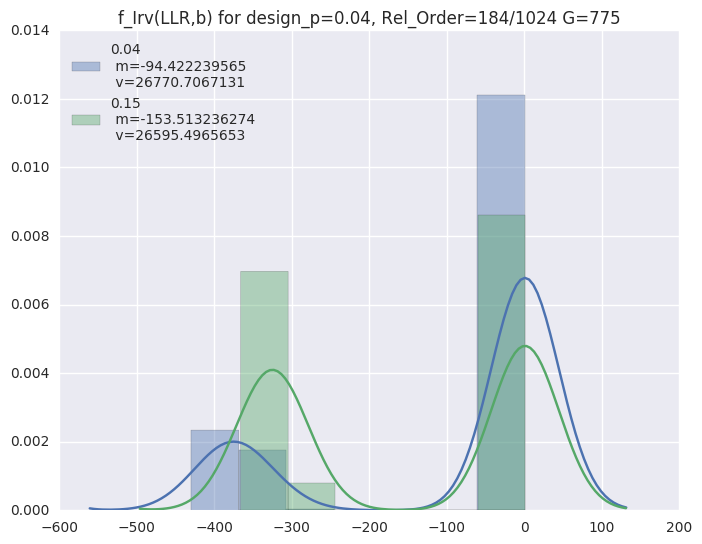 f_Irv(LLR,b) for design_p=0.04, Rel_Order=184/1024 G=775
0.04
m=-94.422239565
v=26770.7067131
0.15
m=-153.513236274
v=26595.4965653
0.014
0.012
0.010
0.008
0.006
0.004
0.002
0.000
−600 −500 −400 −300 −200 −100 0 100 200